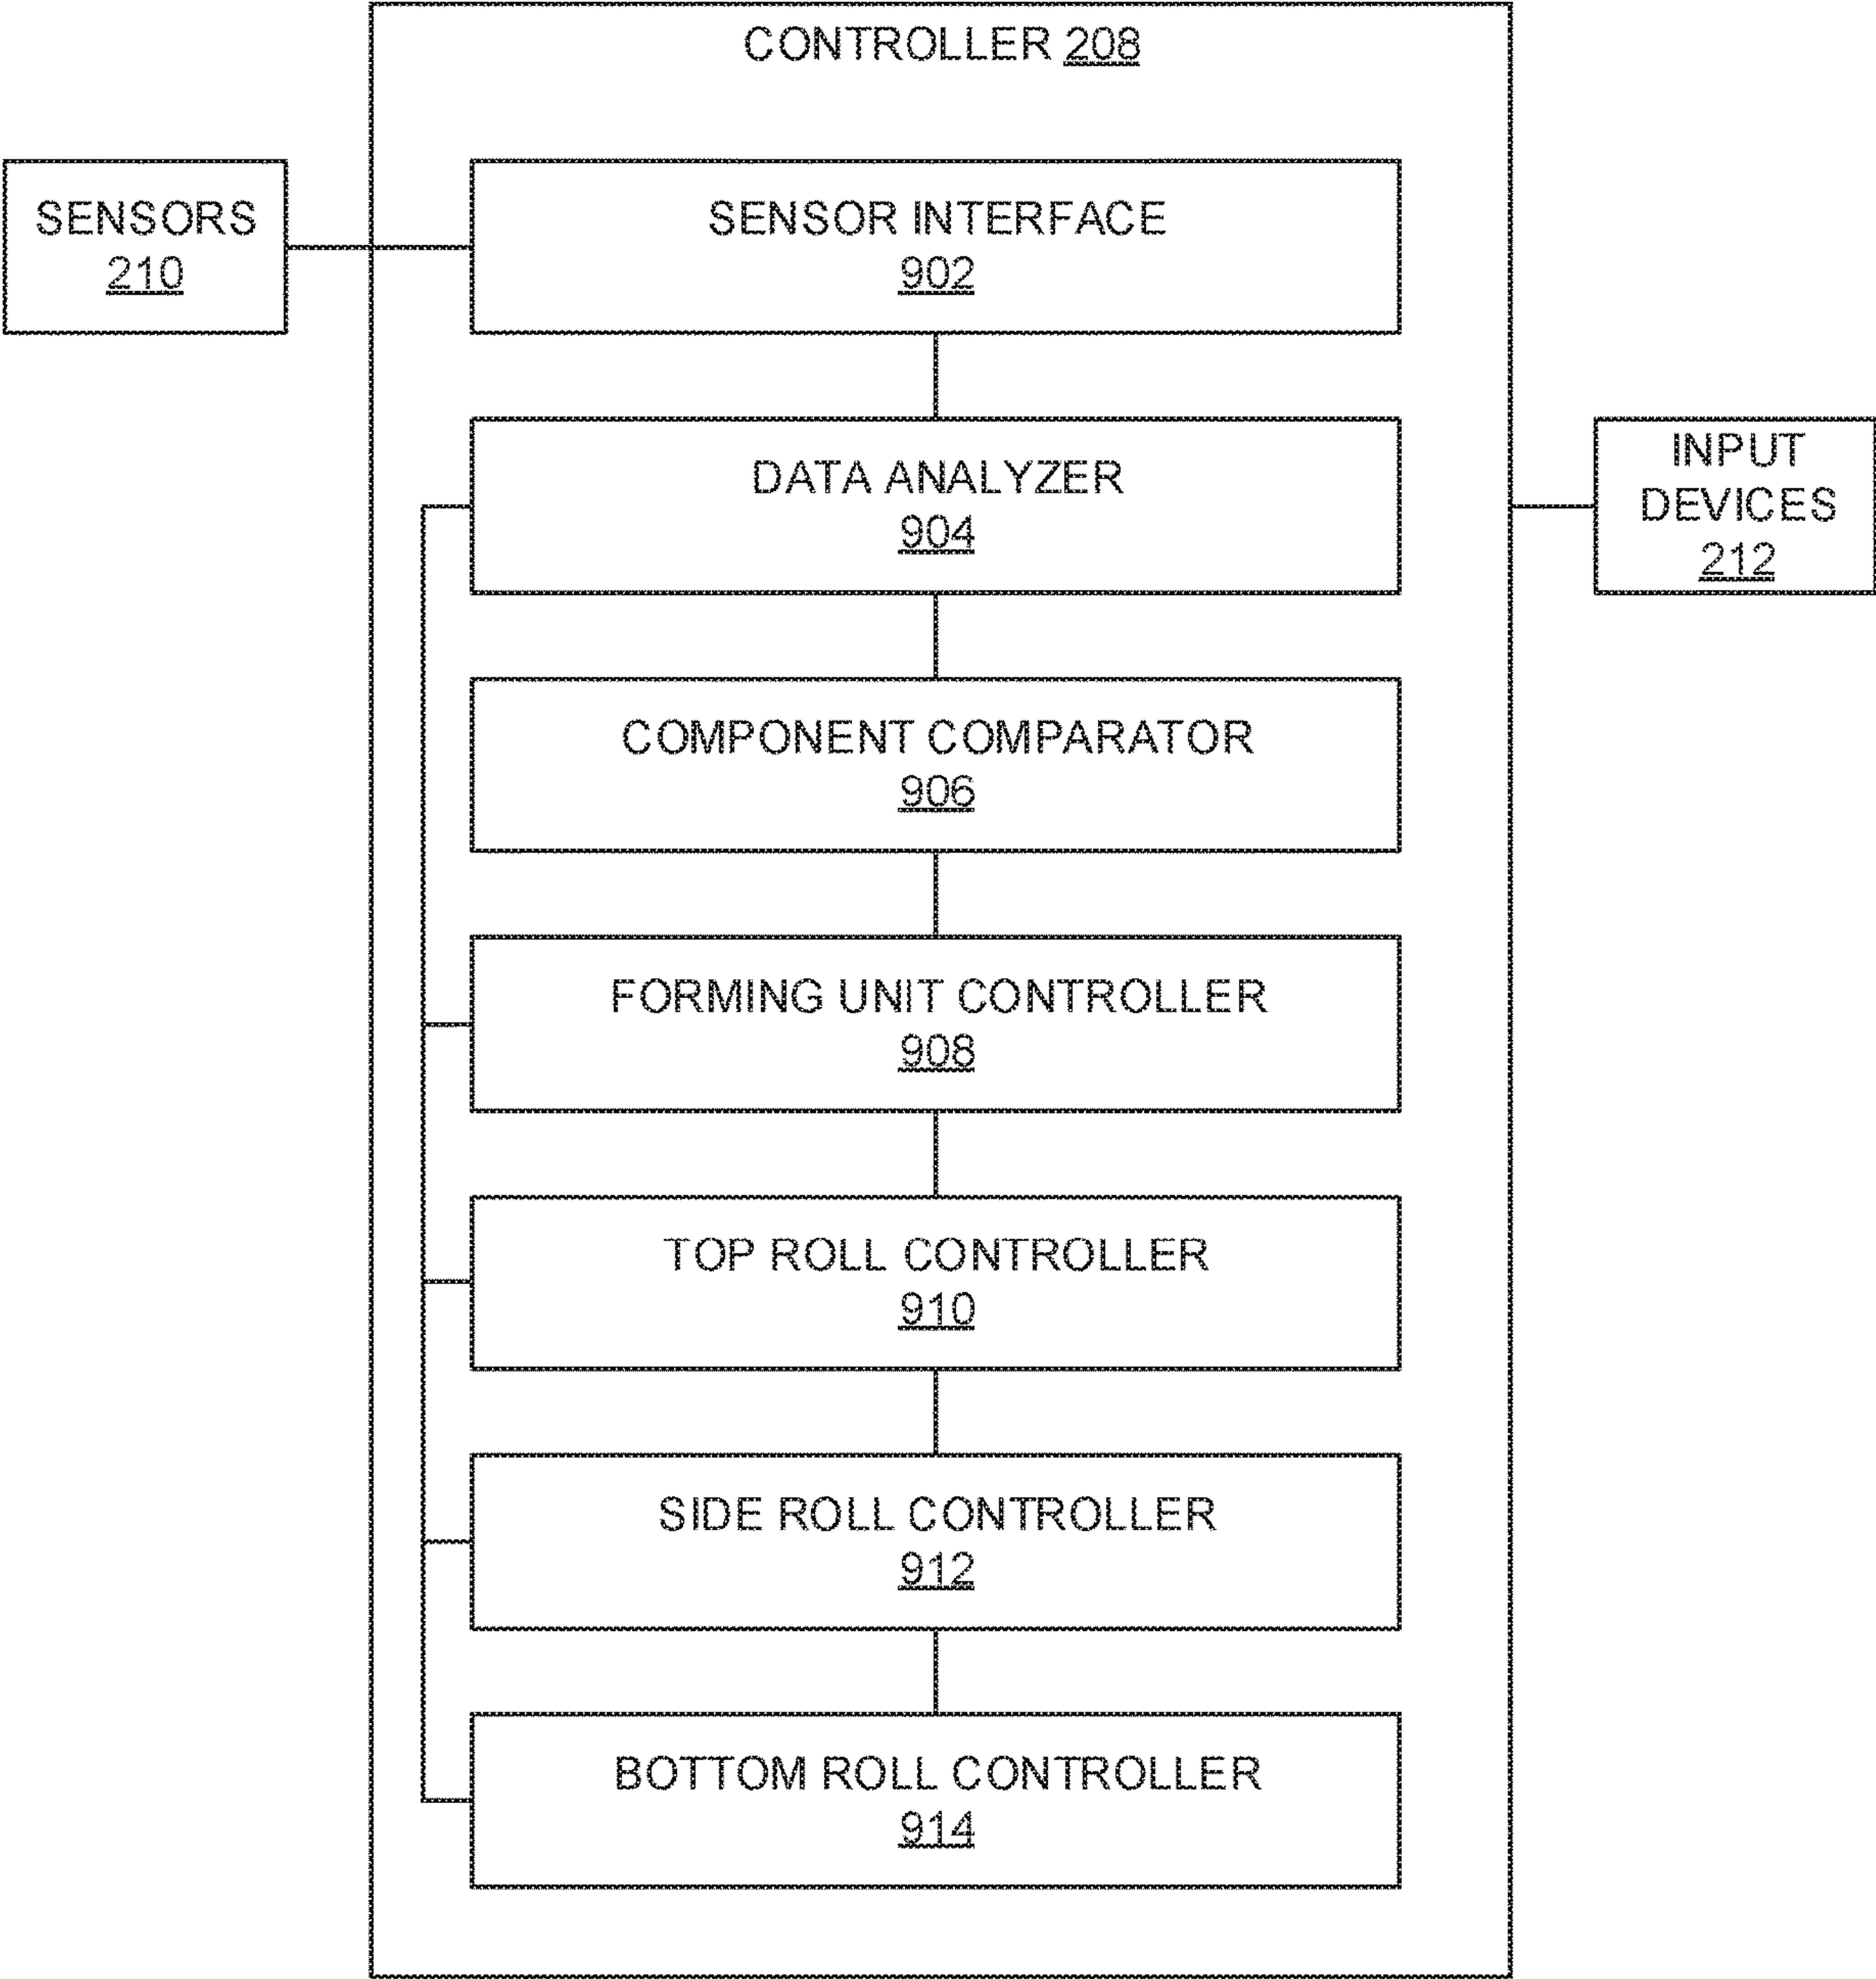 CONTROLLER 208
SENSORS
210
SENSOR INTERFACE
902
DATA ANALYZER
904
INPUT
DEVICES
212
COMPONENT COMPARATOR
906
FORMING UNIT CONTROLLER
908
TOP ROLL CONTROLLER
910
SIDE ROLL CONTROLLER
912
BOTTOM ROLL CONTROLLER
914